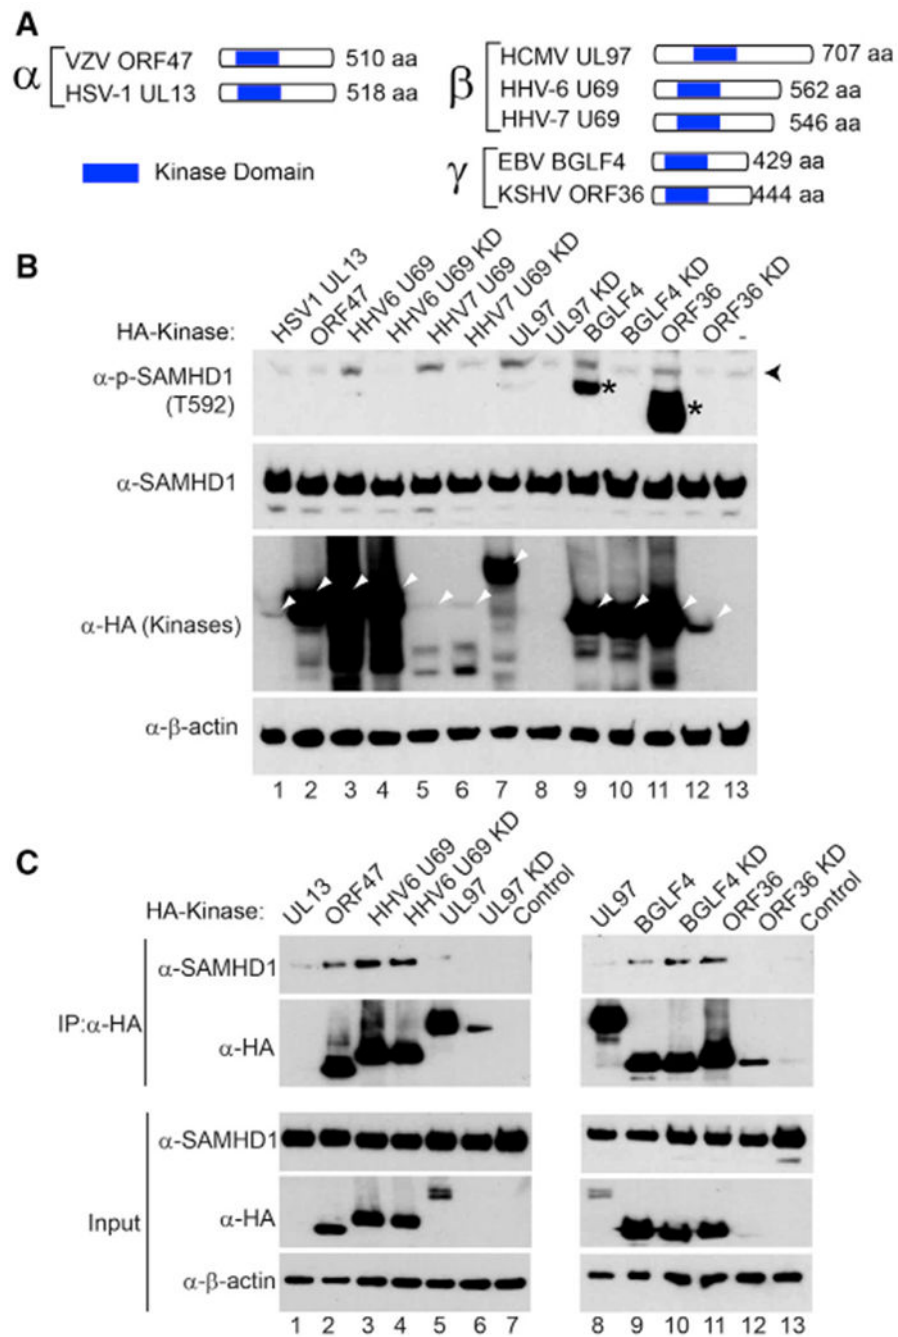 A
α
VZV ORF47 510 aa
HSV-1 UL13 518 aa
Kinase Domain
β
HCMV UL97 707 aa
HHV-6 U69 562 aa
HHV-7 U69 546 aa
γ
EBV BGLF4 429 aa
KSHV ORF36 444 aa
B
HA-Kinase: HSV1 UL13 ORF47 HHV6 U69 HHV6 U69 KD HHV7 U69 HHV7 U69 KD UL97 UL97 KD BGLF4 BGLF4 KD ORF36 ORF36 KD -
α-p-SAMHD1
(T592)
* *
α-SAMHD1
α-HA (Kinases)
α-β-actin
1 2 3 4 5 6 7 8 9 10 11 12 13
C
HA-Kinase: UL13 ORF47 HHV6 U69 HHV6 U69 KD UL97 UL97 KD Control UL97 BGLF4 BGLF4 KD ORF36 ORF36 KD Control
IP:α-HA
α-SAMHD1
α-HA
Input
α-SAMHD1
α-HA
α-β-actin
1 2 3 4 5 6 7 8 9 10 11 12 13